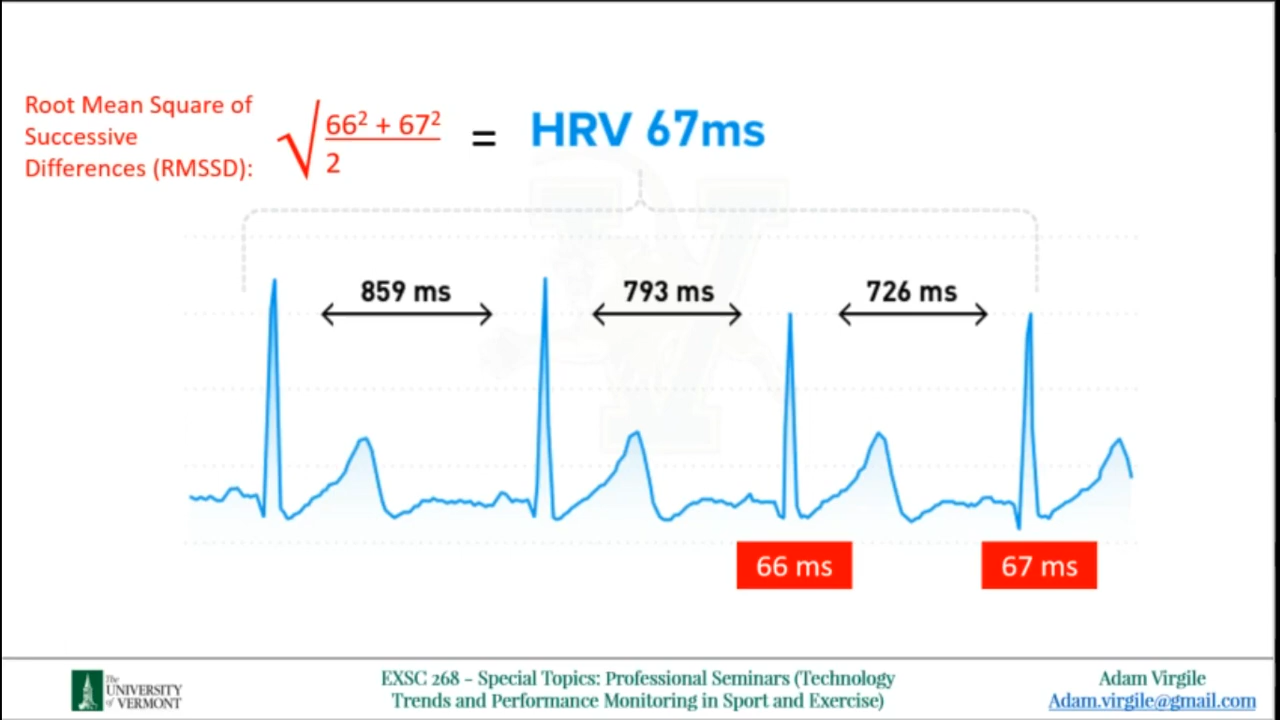 Root Mean Square of
Successive
Differences (RMSSD):
√ 66² + 67²
2
= HRV 67ms
859 ms
793 ms
726 ms
66 ms
67 ms
The
UNIVERSITY
of VERMONT
EXSC 268 – Special Topics: Professional Seminars (Technology
Trends and Performance Monitoring in Sport and Exercise)
Adam Virgile
Adam.virgile@gmail.com